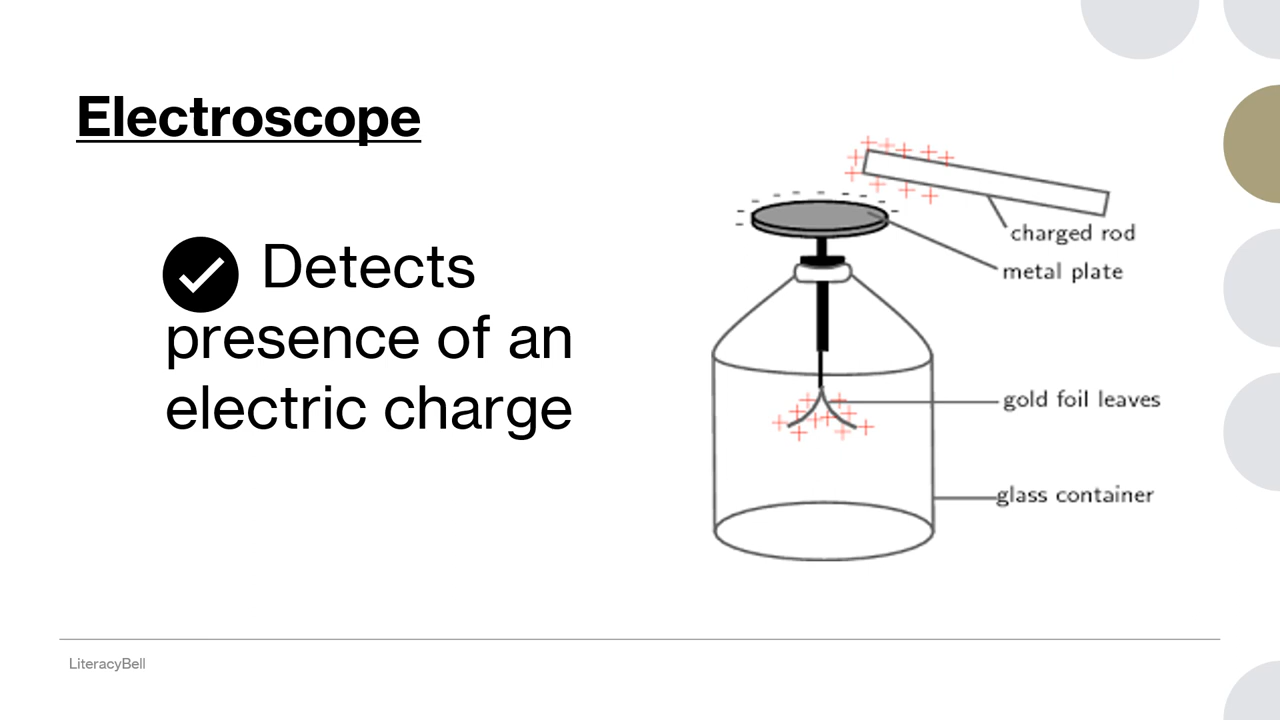 Electroscope
Detects
presence of an
electric charge
charged rod
metal plate
gold foil leaves
glass container
LiteracyBell